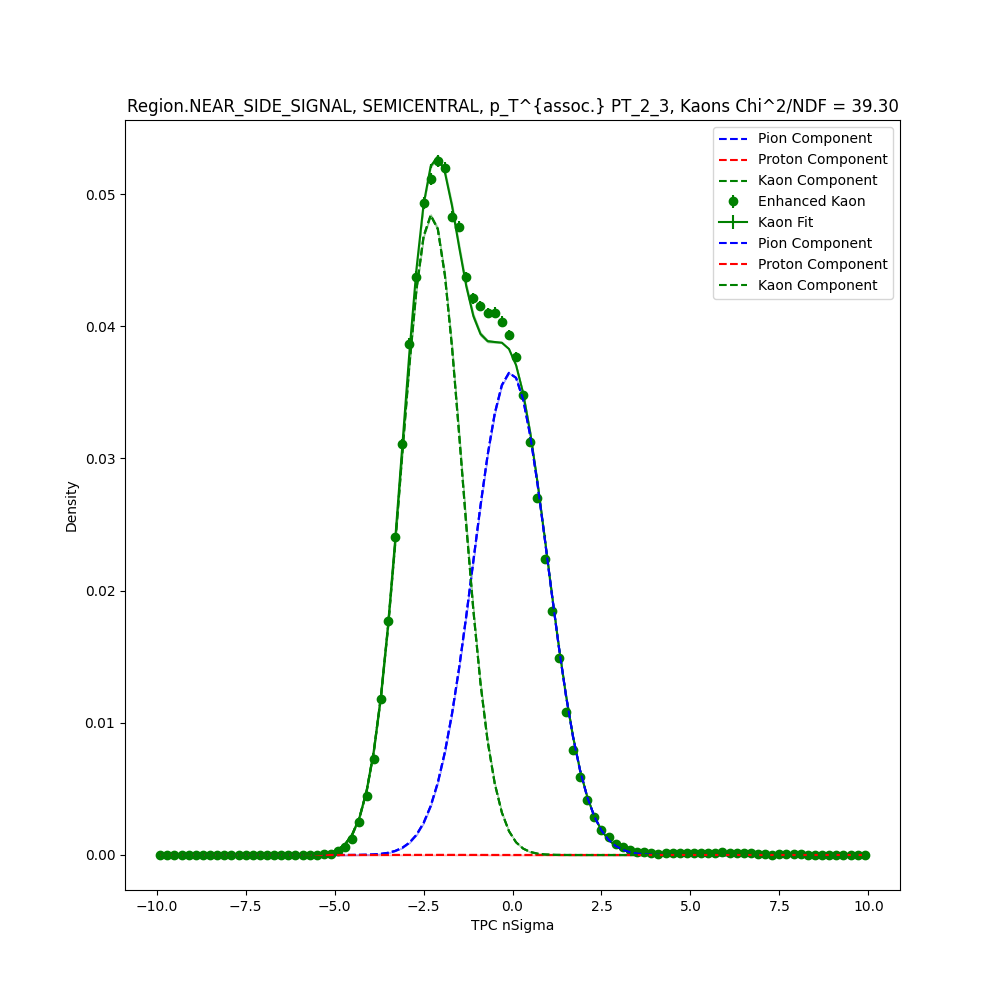 Region.NEAR_SIDE_SIGNAL, SEMICENTRAL, p_T^{assoc.} PT_2_3, Kaons Chi^2/NDF = 39.30
Pion Component
Proton Component
Kaon Component
Enhanced Kaon
Kaon Fit
Pion Component
Proton Component
Kaon Component
0.05
0.04
0.03
0.02
0.01
0.00
Density
−10.0 −7.5 −5.0 −2.5 0.0 2.5 5.0 7.5 10.0
TPC nSigma